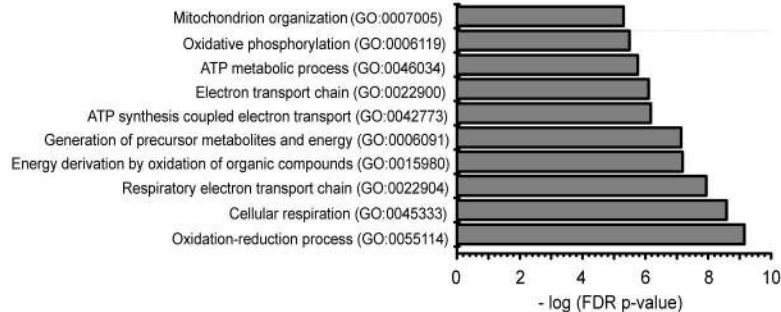 Mitochondrion organization (GO:0007005)
Oxidative phosphorylation (GO:0006119)
ATP metabolic process (GO:0046034)
Electron transport chain (GO:0022900)
ATP synthesis coupled electron transport (GO:0042773)
Generation of precursor metabolites and energy (GO:0006091)
Energy derivation by oxidation of organic compounds (GO:0015980)
Respiratory electron transport chain (GO:0022904)
Cellular respiration (GO:0045333)
Oxidation-reduction process (GO:0055114)
0 2 4 6 8 10
- log (FDR p-value)